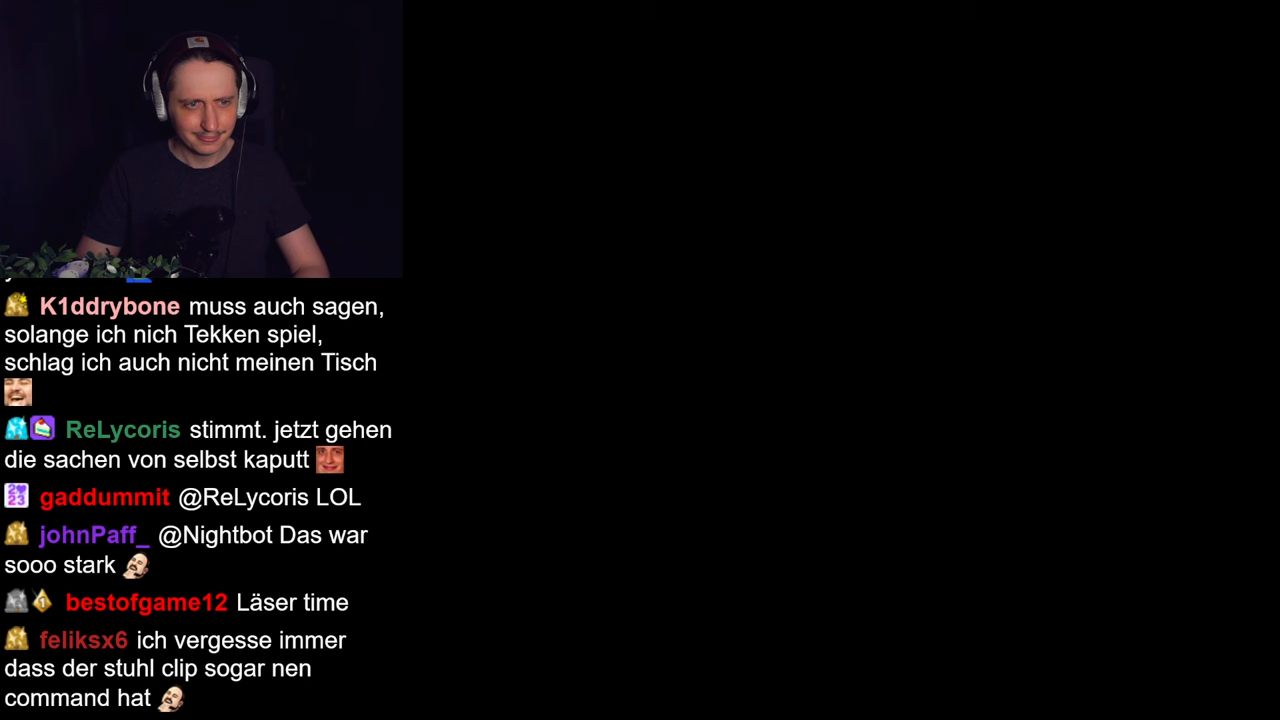 K1ddrybone muss auch sagen,
solange ich nich Tekken spiel,
schlag ich auch nicht meinen Tisch
ReLycoris stimmt. jetzt gehen
die sachen von selbst kaputt
gaddummit @ReLycoris LOL
johnPaff_ @Nightbot Das war
sooo stark
bestofgame12 Läser time
feliksx6 ich vergesse immer
dass der stuhl clip sogar nen
command hat